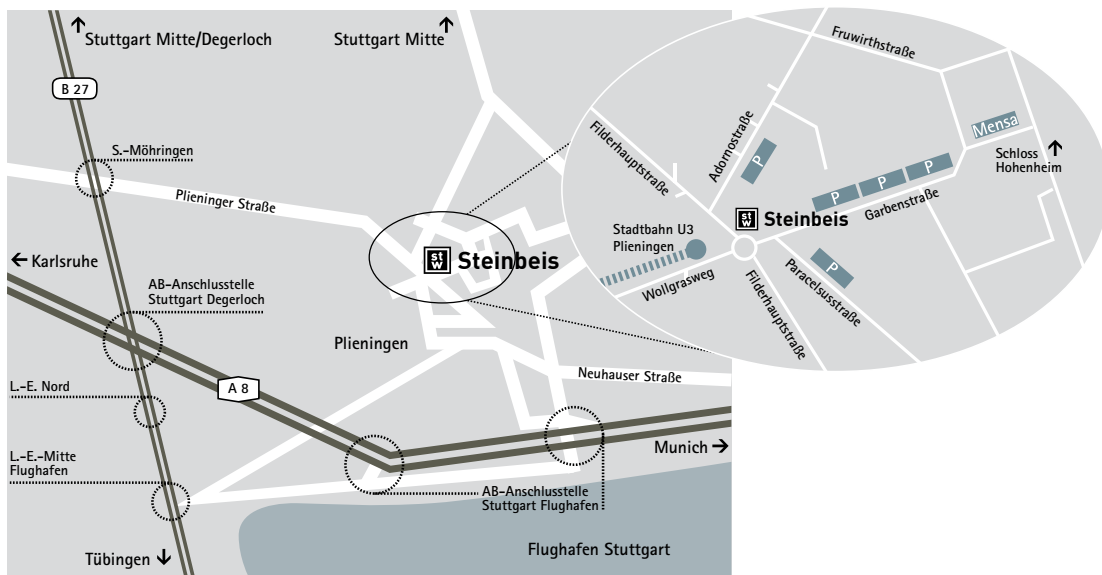 Stuttgart Mitte/Degerloch
Stuttgart Mitte
B 27
S.-Möhringen
Plieninger Straße
Karlsruhe
AB-Anschlusstelle
Stuttgart Degerloch
st
w
Steinbeis
Plieningen
A 8
L.-E. Nord
Neuhauser Straße
L.-E.-Mitte
Flughafen
Munich
AB-Anschlusstelle
Stuttgart Flughafen
Flughafen Stuttgart
Tübingen
Fruwirthstraße
Filderhauptstraße
Adornostraße
P
Mensa
Schloss
Hohenheim
P
P
P
Garbenstraße
st
w
Steinbeis
Stadtbahn U3
Plieningen
P
Wollgrasweg
Paracelsusstraße
Filderhauptstraße